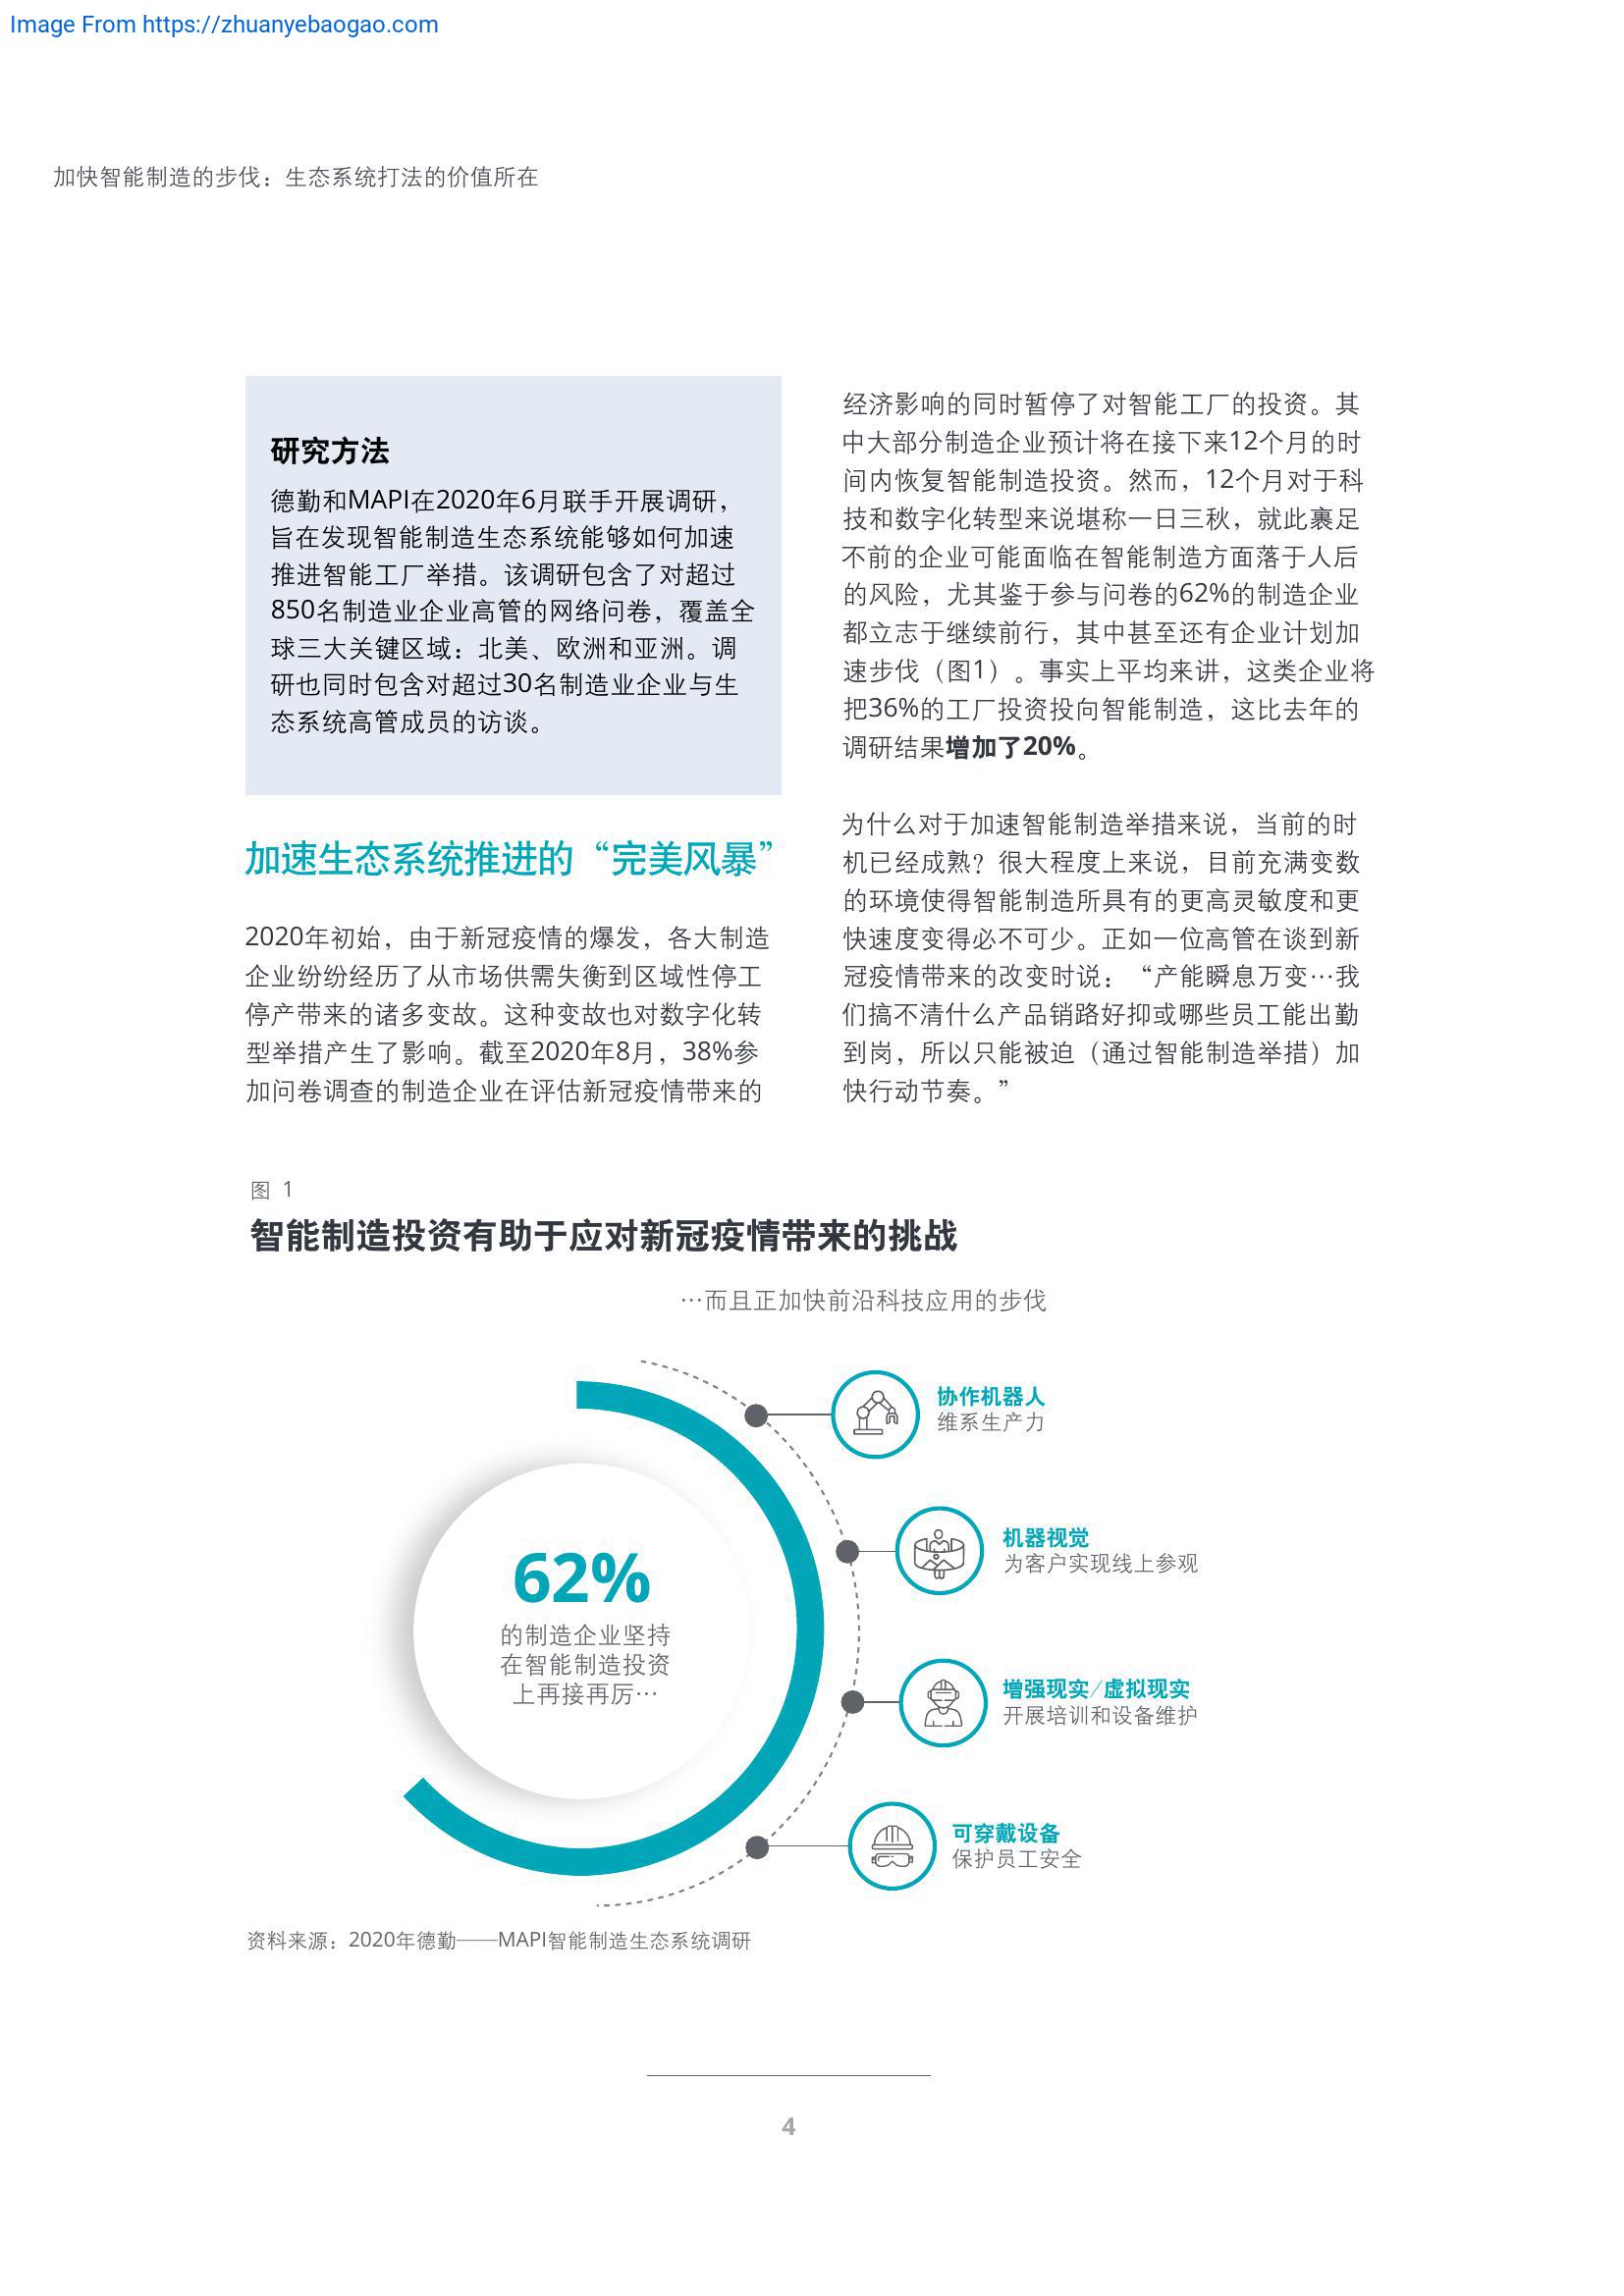 Image From https://zhuanyebaogao.com
加快智能制造的步伐：生态系统打法的价值所在
研究方法
德勤和MAPI在2020年6月联手开展调研，
旨在发现智能制造生态系统能够如何加速
推进智能工厂举措。该调研包含了对超过
850名制造业企业高管的网络问卷，覆盖全
球三大关键区域：北美、欧洲和亚洲。调
研也同时包含对超过30名制造业企业与生
态系统高管成员的访谈。
加速生态系统推进的“完美风暴”
2020年初始，由于新冠疫情的爆发，各大制造
企业纷纷经历了从市场供需失衡到区域性停工
停产带来的诸多变故。这种变故也对数字化转
型举措产生了影响。截至2020年8月，38%参
加问卷调查的制造企业在评估新冠疫情带来的
经济影响的同时暂停了对智能工厂的投资。其
中大部分制造企业预计将在接下来12个月的时
间内恢复智能制造投资。然而，12个月对于科
技和数字化转型来说堪称一日三秋，就此裹足
不前的企业可能面临在智能制造方面落于人后
的风险，尤其鉴于参与问卷的62%的制造企业
都立志于继续前行，其中甚至还有企业计划加
速步伐（图1）。事实上平均来讲，这类企业将
把36%的工厂投资投向智能制造，这比去年的
调研结果增加了20%。
为什么对于加速智能制造举措来说，当前的时
机已经成熟？很大程度上来说，目前充满变数
的环境使得智能制造所具有的更高灵敏度和更
快速度变得必不可少。正如一位高管在谈到新
冠疫情带来的改变时说：“产能瞬息万变…我
们搞不清什么产品销路好抑或哪些员工能出勤
到岗，所以只能被迫（通过智能制造举措）加
快行动节奏。”
图 1
智能制造投资有助于应对新冠疫情带来的挑战
…而且正加快前沿科技应用的步伐
协作机器人
维系生产力
机器视觉
为客户实现线上参观
62%
的制造企业坚持
在智能制造投资
上再接再厉…
增强现实/虚拟现实
开展培训和设备维护
可穿戴设备
保护员工安全
资料来源：2020年德勤——MAPI智能制造生态系统调研
4